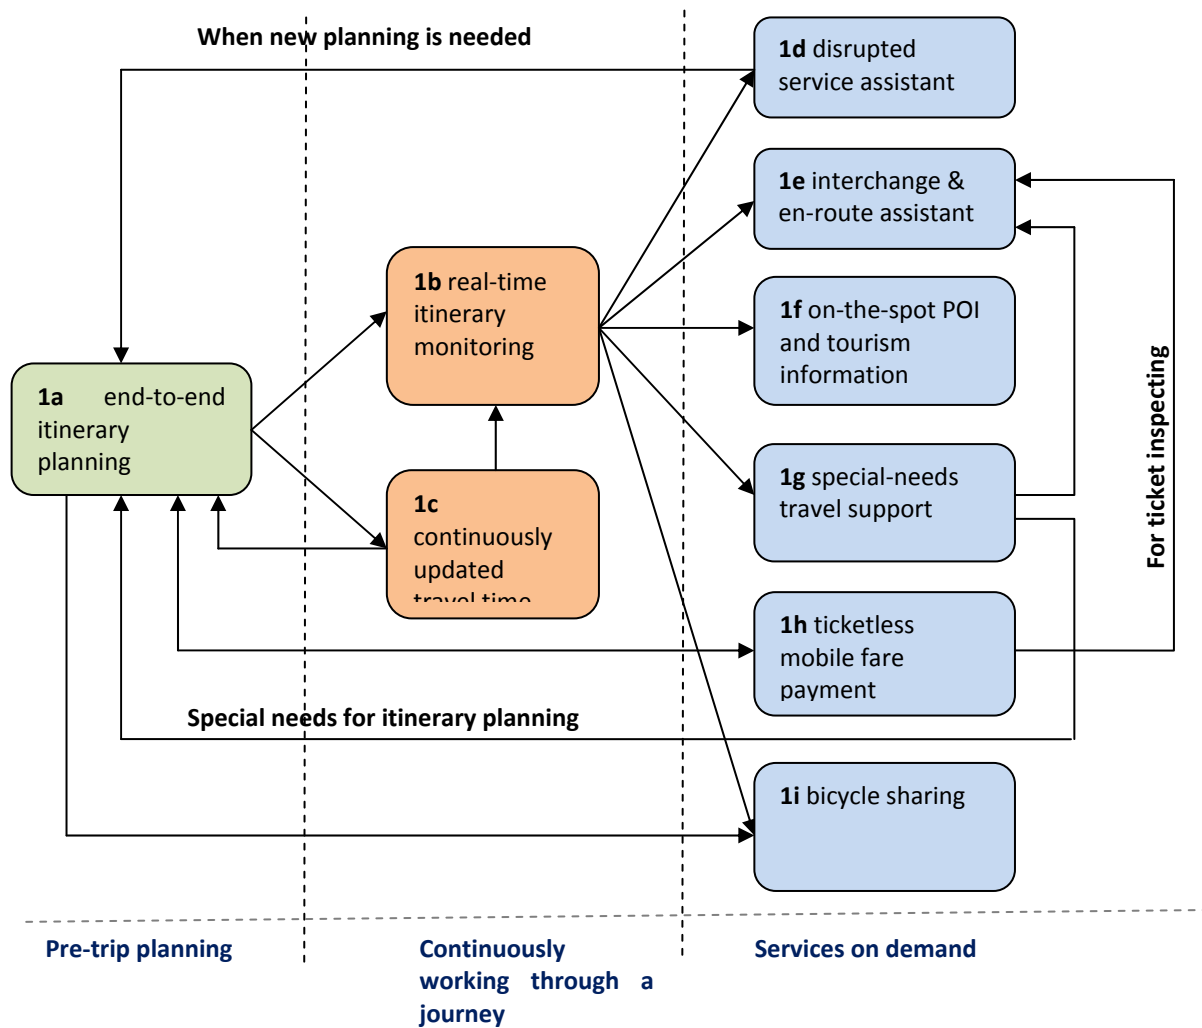 When new planning is needed
1d disrupted
service assistant
1e interchange &
en-route assistant
1b real-time
itinerary
monitoring
1f on-the-spot POI
and tourism
information
1a end-to-end
itinerary
planning
1c
continuously
updated
travel time
1g special-needs
travel support
For ticket inspecting
1h ticketless
mobile fare
payment
Special needs for itinerary planning
1i bicycle sharing
Pre-trip planning
Continuously
working through a
journey
Services on demand